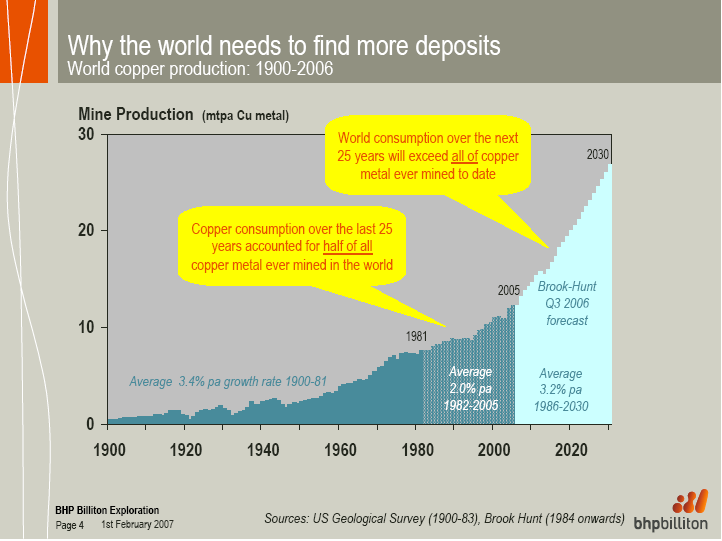 Why the world needs to find more deposits
World copper production: 1900-2006
Mine Production (mtpa Cu metal)
30
20
10
0
World consumption over the next
25 years will exceed all of copper
metal ever mined to date
2030
Copper consumption over the last 25
years accounted for half of all
copper metal ever mined in the world
2005
Brook-Hunt
Q3 2006
forecast
1981
Average 3.4% pa growth rate 1900-81
Average
2.0% pa
1982-2005
Average
3.2% pa
1986-2030
1900 1920 1940 1960 1980 2000 2020
BHP Billiton Exploration
Page 4 1st February 2007
Sources: US Geological Survey (1900-83), Brook Hunt (1984 onwards)
bhpbilliton